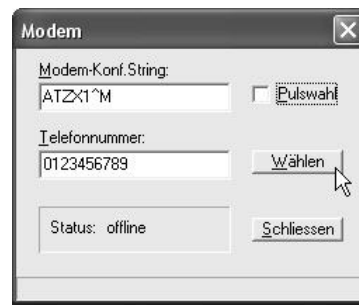 Modem
Modem-Konf.String:
ATZX1^M
Pulswahl
Telefonnummer:
0123456789
Wählen
Status: offline
Schliessen